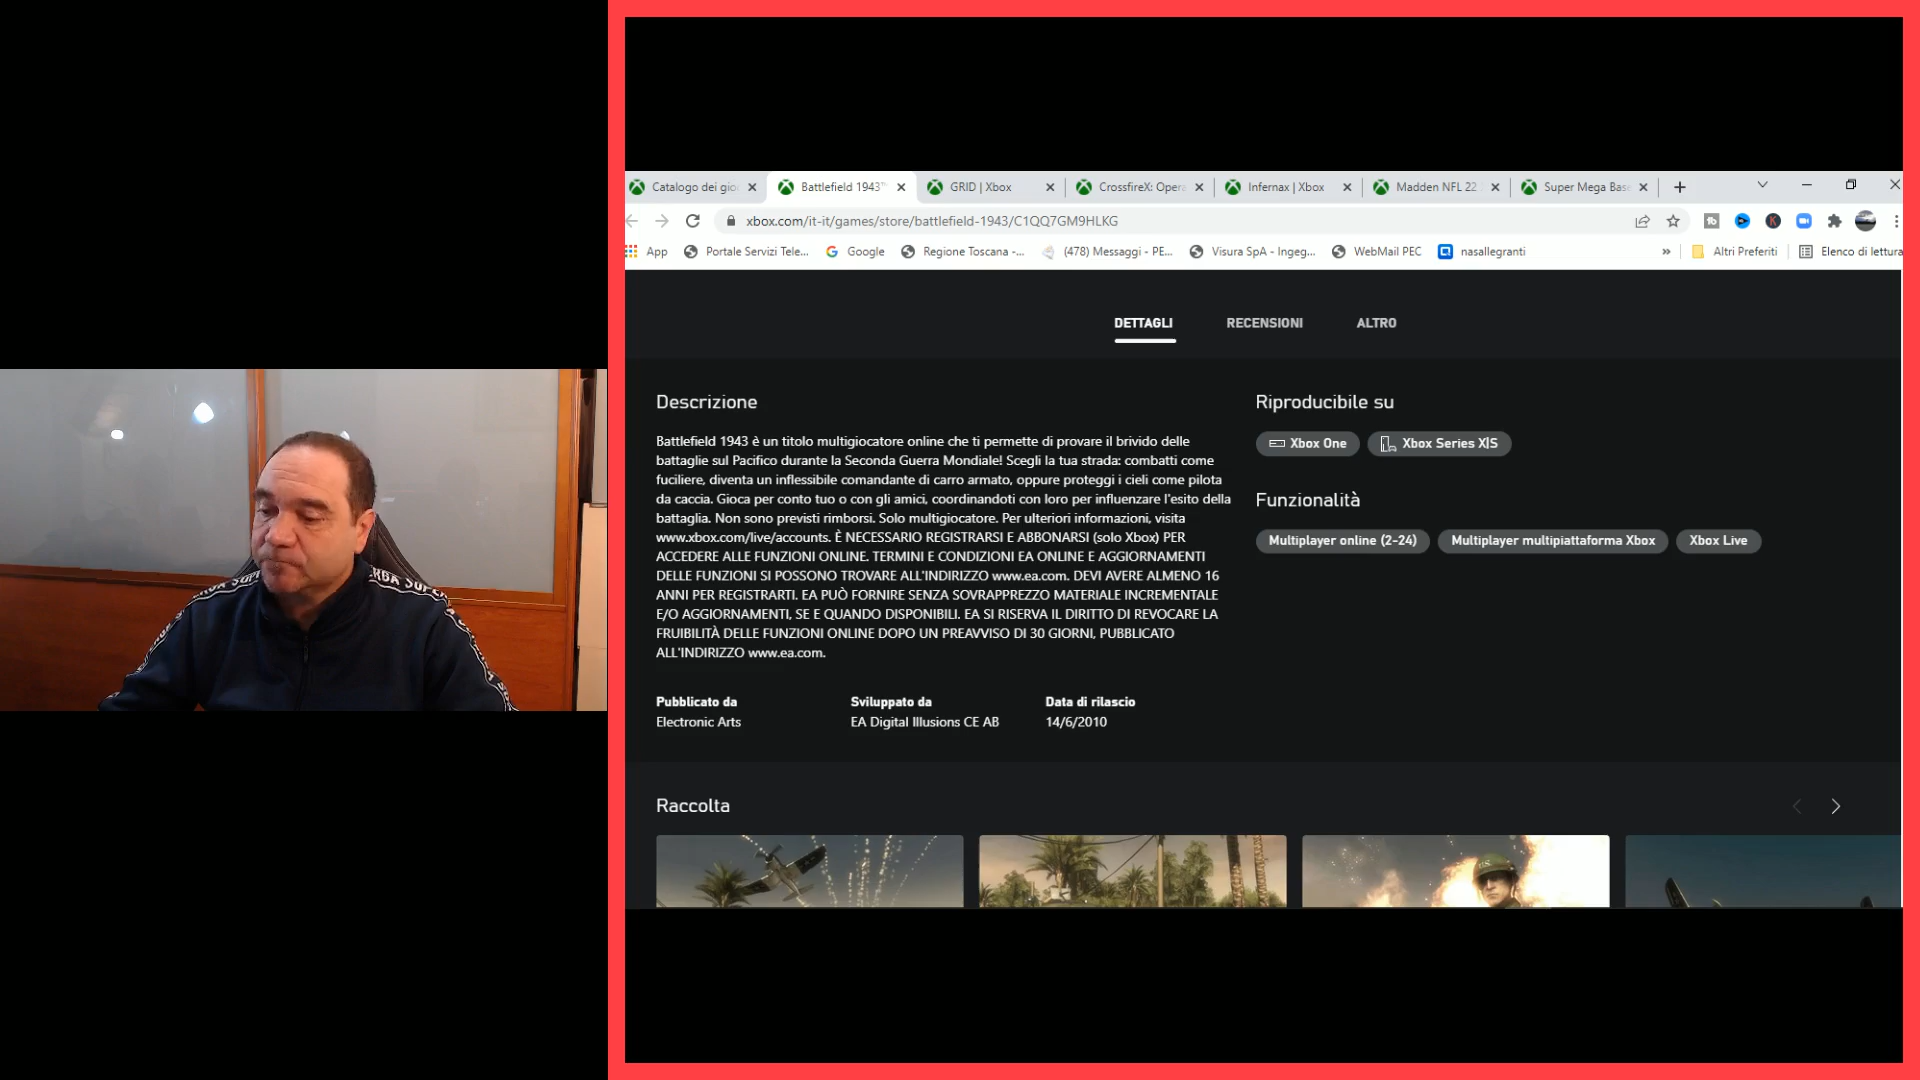 Catalogo dei gio
Battlefield 1943™
GRID | Xbox
CrossfireX: Opera
Infernax | Xbox
Madden NFL 22
Super Mega Base
xbox.com/it-it/games/store/battlefield-1943/C1QQ7GM9HLKG
App
Portale Servizi Tele...
Google
Regione Toscana -...
(478) Messaggi - PE...
Visura SpA - Ingeg...
WebMail PEC
nasallegranti
»
Altri Preferiti
Elenco di lettura
DETTAGLI
RECENSIONI
ALTRO
Descrizione
Battlefield 1943 è un titolo multigiocatore online che ti permette di provare il brivido delle
battaglie sul Pacifico durante la Seconda Guerra Mondiale! Scegli la tua strada: combatti come
fuciliere, diventa un inflessibile comandante di carro armato, oppure proteggi i cieli come pilota
da caccia. Gioca per conto tuo o con gli amici, coordinandoti con loro per influenzare l'esito della
battaglia. Non sono previsti rimborsi. Solo multigiocatore. Per ulteriori informazioni, visita
www.xbox.com/live/accounts. È NECESSARIO REGISTRARSI E ABBONARSI (solo Xbox) PER
ACCEDERE ALLE FUNZIONI ONLINE. TERMINI E CONDIZIONI EA ONLINE E AGGIORNAMENTI
DELLE FUNZIONI SI POSSONO TROVARE ALL'INDIRIZZO www.ea.com. DEVI AVERE ALMENO 16
ANNI PER REGISTRARTI. EA PUÒ FORNIRE SENZA SOVRAPPREZZO MATERIALE INCREMENTALE
E/O AGGIORNAMENTI, SE E QUANDO DISPONIBILI. EA SI RISERVA IL DIRITTO DI REVOCARE LA
FRUIBILITÀ DELLE FUNZIONI ONLINE DOPO UN PREAVVISO DI 30 GIORNI, PUBBLICATO
ALL'INDIRIZZO www.ea.com.
Pubblicato da
Electronic Arts
Sviluppato da
EA Digital Illusions CE AB
Data di rilascio
14/6/2010
Riproducibile su
Xbox One
Xbox Series X|S
Funzionalità
Multiplayer online (2-24)
Multiplayer multipiattaforma Xbox
Xbox Live
Raccolta